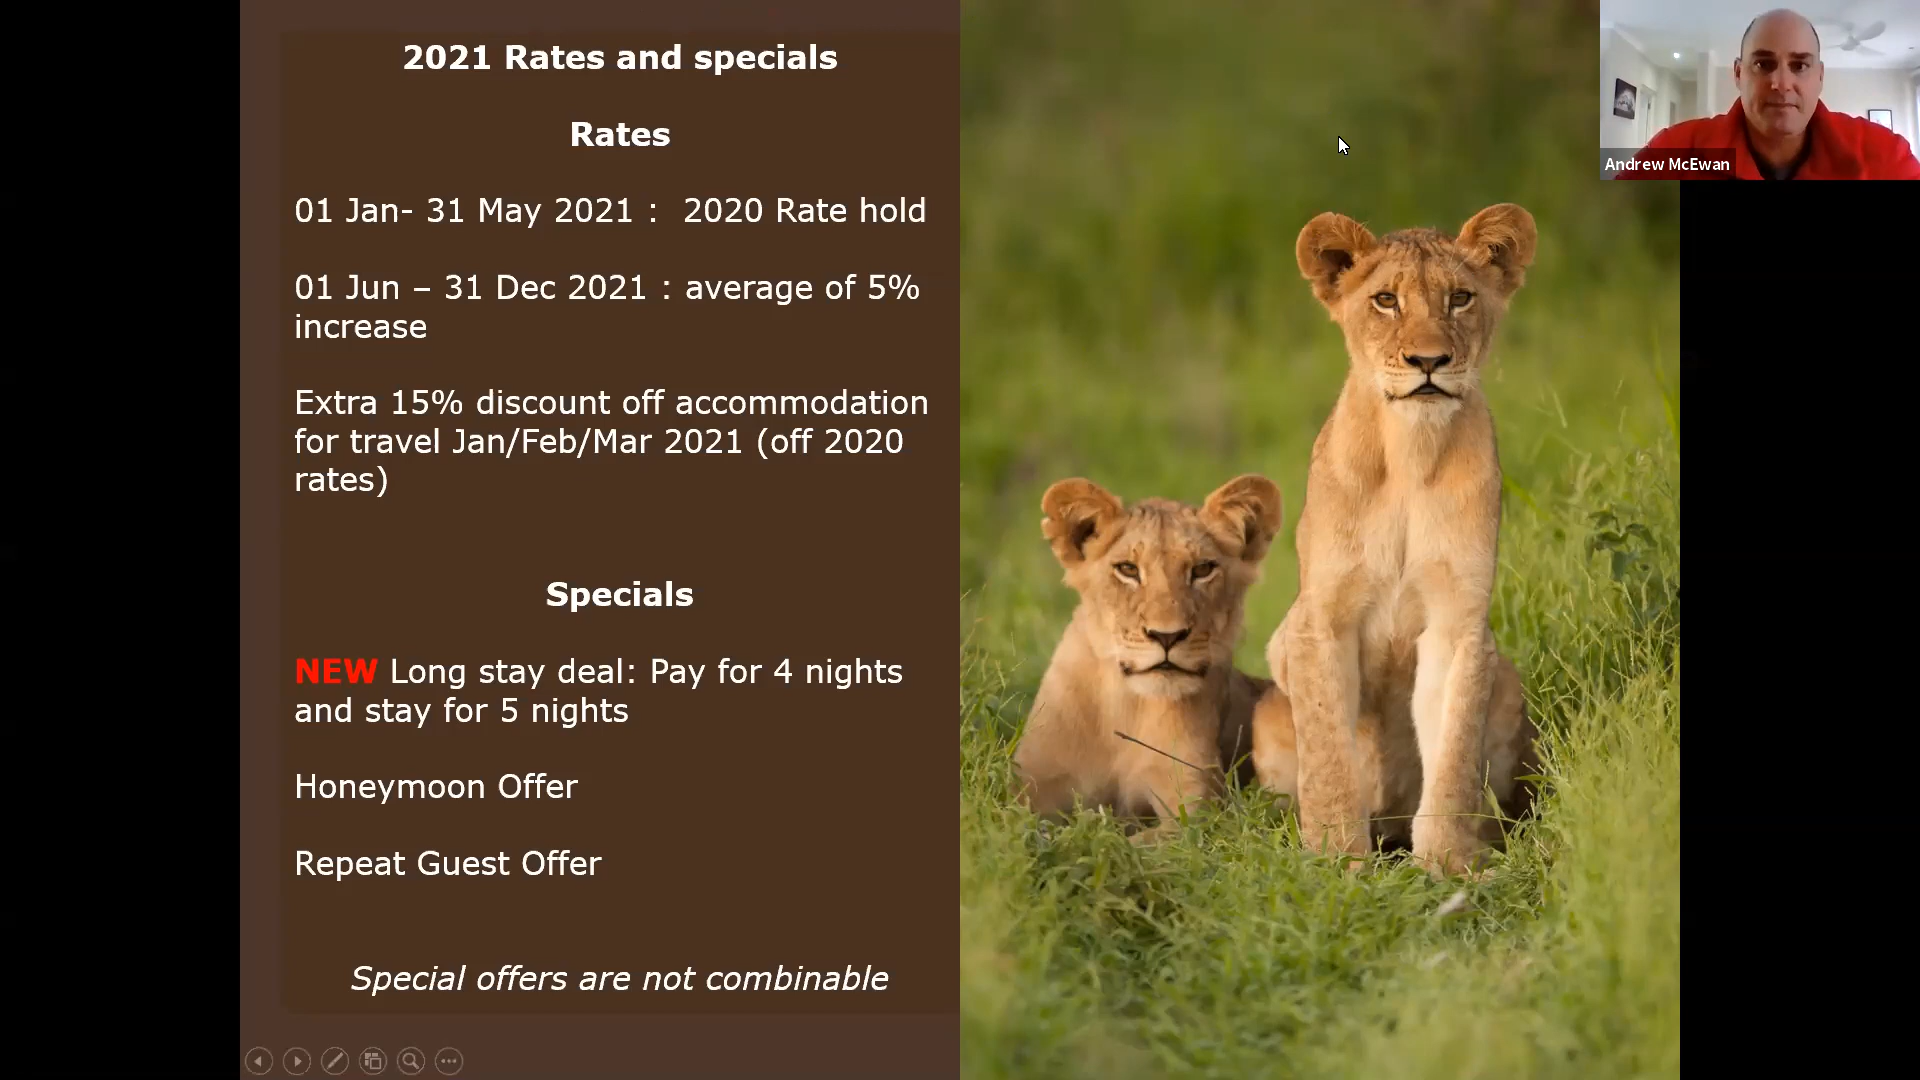 2021 Rates and specials
Rates
01 Jan- 31 May 2021 :  2020 Rate hold
01 Jun – 31 Dec 2021 : average of 5%
increase
Extra 15% discount off accommodation
for travel Jan/Feb/Mar 2021 (off 2020
rates)
Specials
NEW Long stay deal: Pay for 4 nights
and stay for 5 nights
Honeymoon Offer
Repeat Guest Offer
Special offers are not combinable
Andrew McEwan